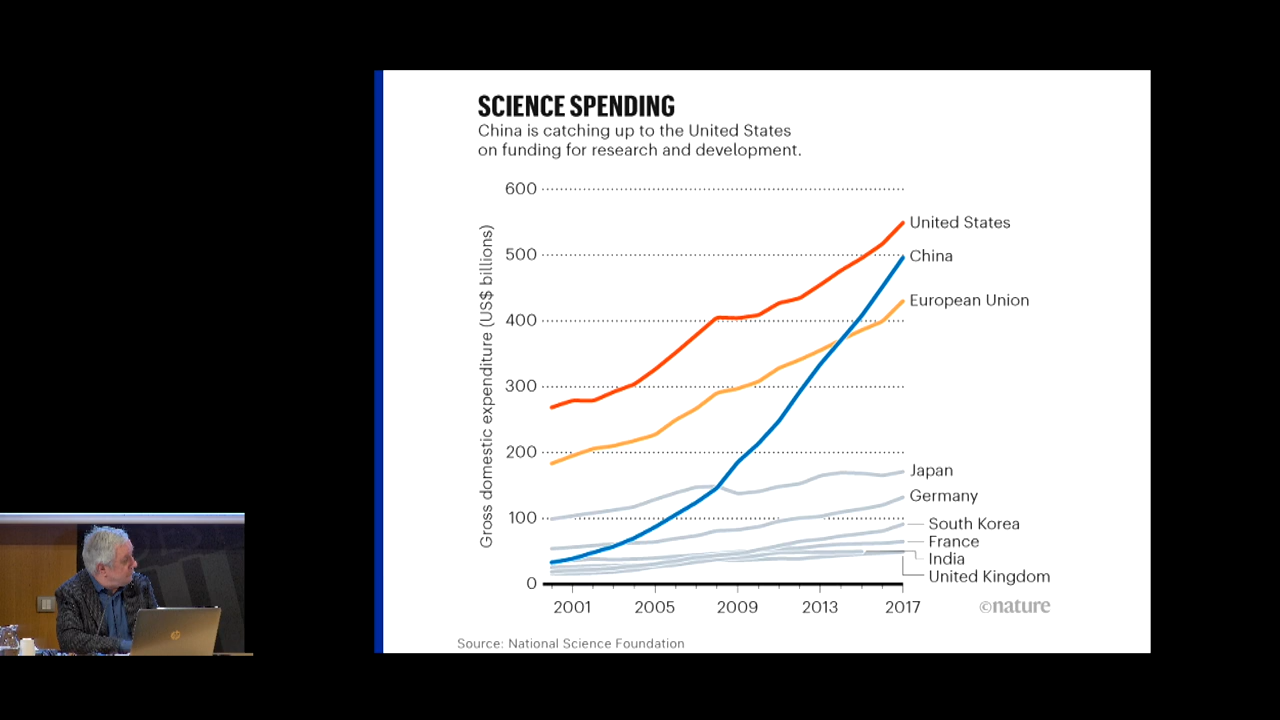 SCIENCE SPENDING
China is catching up to the United States
on funding for research and development.
Gross domestic expenditure (US$ billions)
600
500
400
300
200
100
0
United States
China
European Union
Japan
Germany
South Korea
France
India
United Kingdom
2001 2005 2009 2013 2017
©nature
Source: National Science Foundation
hp